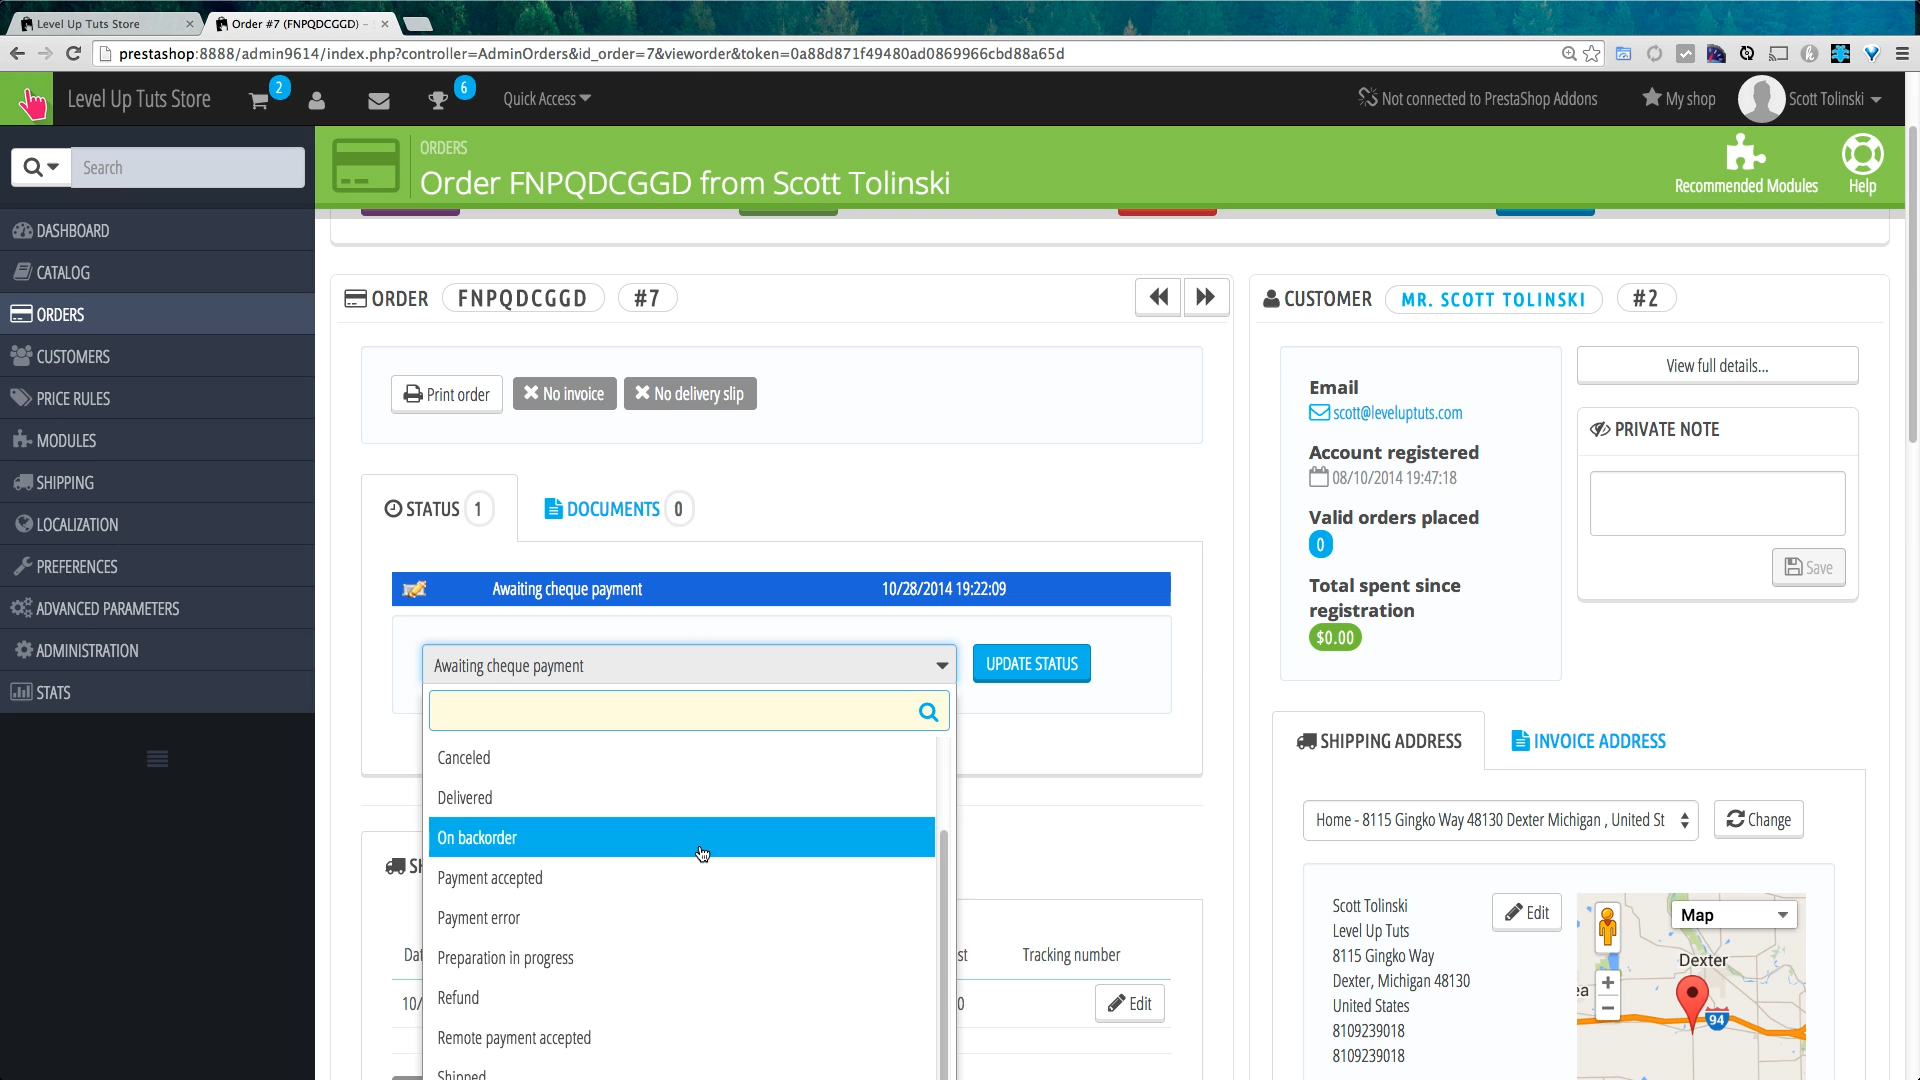 Level Up Tuts Store
Order #7 (FNPQDCGGD) –
prestashop:8888/admin9614/index.php?controller=AdminOrders&id_order=7&vieworder&token=0a88d871f49480ad0869966cbd88a65d
Level Up Tuts Store
2
6
Quick Access
Not connected to PrestaShop Addons
My shop
Scott Tolinski
Search
ORDERS
Order FNPQDCGGD from Scott Tolinski
Recommended Modules
Help
DASHBOARD
CATALOG
ORDERS
CUSTOMERS
PRICE RULES
MODULES
SHIPPING
LOCALIZATION
PREFERENCES
ADVANCED PARAMETERS
ADMINISTRATION
STATS
ORDER FNPQDCGGD #7
Print order
No invoice
No delivery slip
STATUS 1
DOCUMENTS 0
Awaiting cheque payment 10/28/2014 19:22:09
Awaiting cheque payment
UPDATE STATUS
Canceled
Delivered
On backorder
Payment accepted
Payment error
Preparation in progress
Refund
Remote payment accepted
Shipped
Tracking number
10/
Edit
CUSTOMER MR. SCOTT TOLINSKI #2
Email
scott@leveluptuts.com
Account registered
08/10/2014 19:47:18
Valid orders placed
0
Total spent since
registration
$0.00
View full details...
PRIVATE NOTE
Save
SHIPPING ADDRESS
INVOICE ADDRESS
Home - 8115 Gingko Way 48130 Dexter Michigan , United St
Change
Scott Tolinski
Level Up Tuts
8115 Gingko Way
Dexter, Michigan 48130
United States
8109239018
8109239018
Edit
Map
Dexter
94